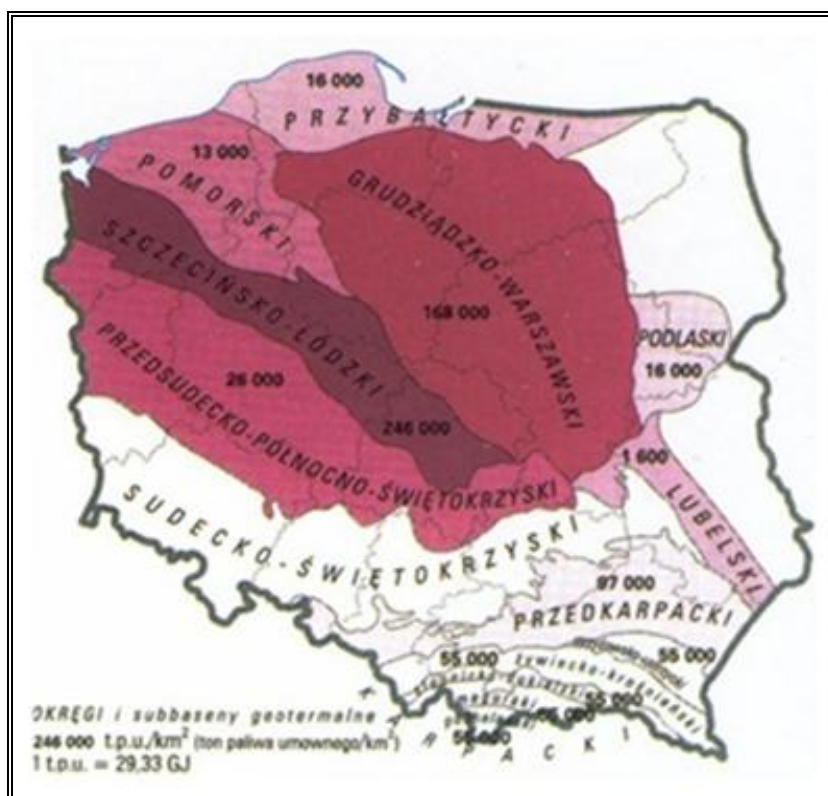 16 000
PRZYBAŁTYCKI
13 000
POMORSKI
GRUDZIĄDZKO-WARSZAWSKI
SZCZECIŃSKO-ŁÓDZKI
168 000
PODLASKI
16 000
PRZEDSUDECKO-PÓŁNOCNO-ŚWIĘTOKRZYSKI
26 000
246 000
1 600
LUBELSKI
SUDECKO-ŚWIĘTOKRZYSKI
97 000
PRZEDKARPACKI
55 000
55 000
55 000
KARPACKI
OKRĘGI i subbaseny geotermalne
246 000 t.p.u./km² (ton paliwa umownego/km²)
1 t.p.u. = 29,33 GJ